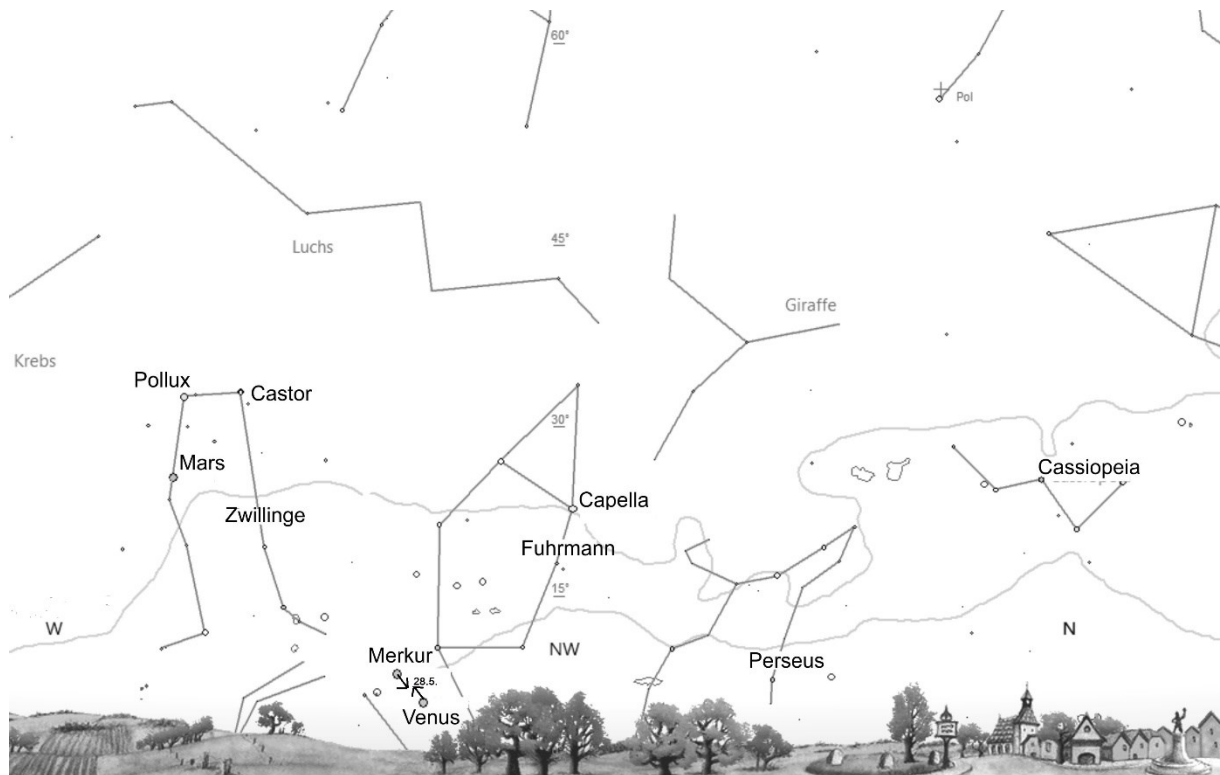 60°
Pol
45°
Luchs
Giraffe
Krebs
Pollux
Castor
30°
Mars
Cassiopeia
Capella
Zwillinge
Fuhrmann
15°
W
NW
N
Merkur
Perseus
28.5.
Venus